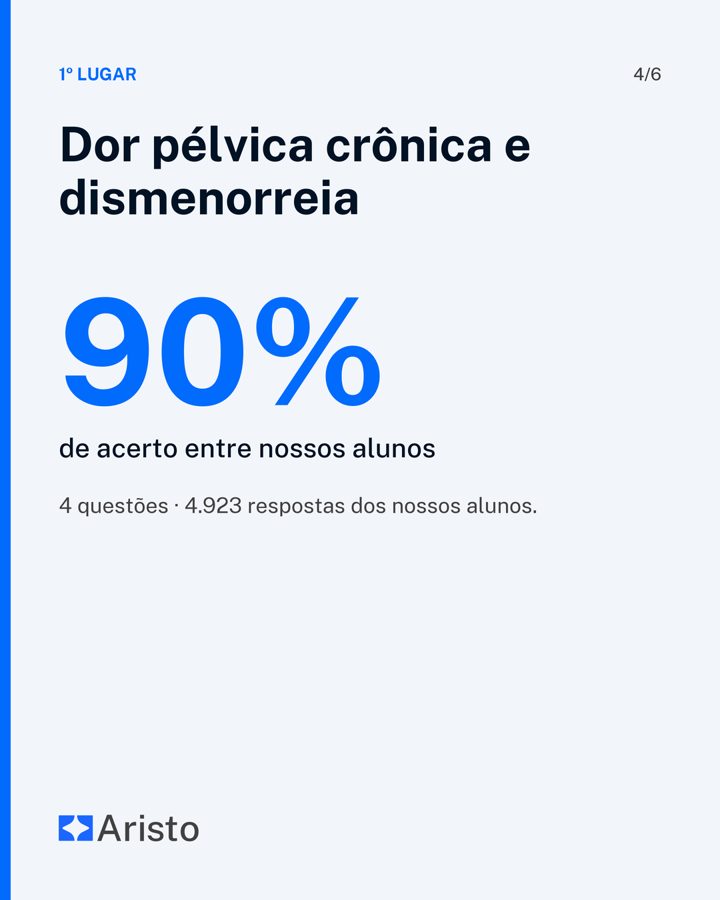 1º LUGAR
4/6
Dor pélvica crônica e
dismenorreia
90%
de acerto entre nossos alunos
4 questões · 4.923 respostas dos nossos alunos.
Aristo